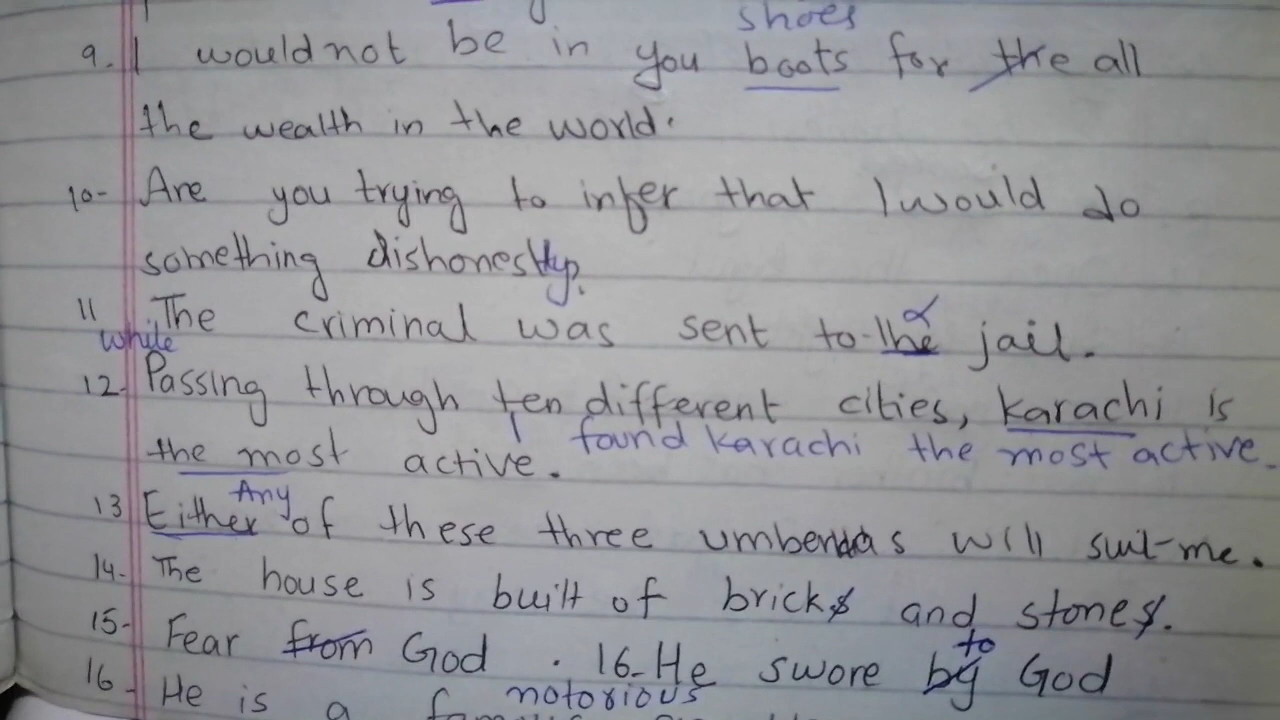 shoes
9. I would not be in you boots for the all
the wealth in the world.
10- Are you trying to infer that I would do
something dishonestly?
11 The criminal was sent to the jail.
while
12- Passing through ten different cities, Karachi is
I found Karachi the most active.
the most active.
Any
13 Either of these three umberras will suit me.
14- The house is built of bricks and stones.
to
15- Fear from God . 16- He swore by God
notorious
16- He is a